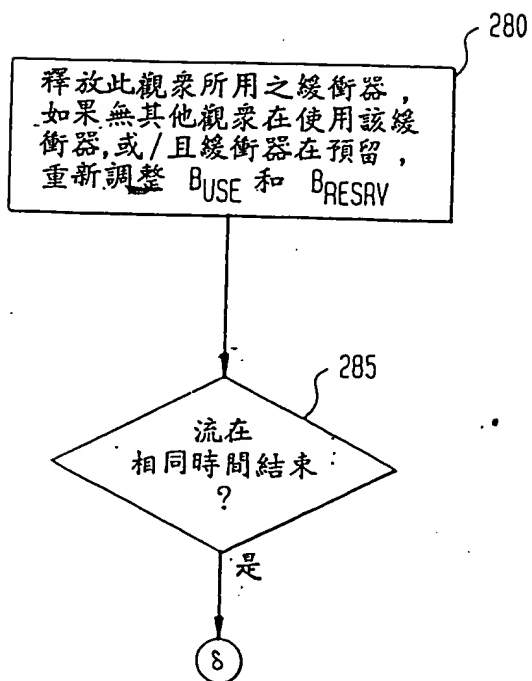 280
釋放此觀衆所用之緩衝器，
如果無其他觀衆在使用該緩
衝器,或/且緩衝器在預留，
重新調整 BUSE 和 BRESRV
285
流在
相同時間結束
?
是
δ